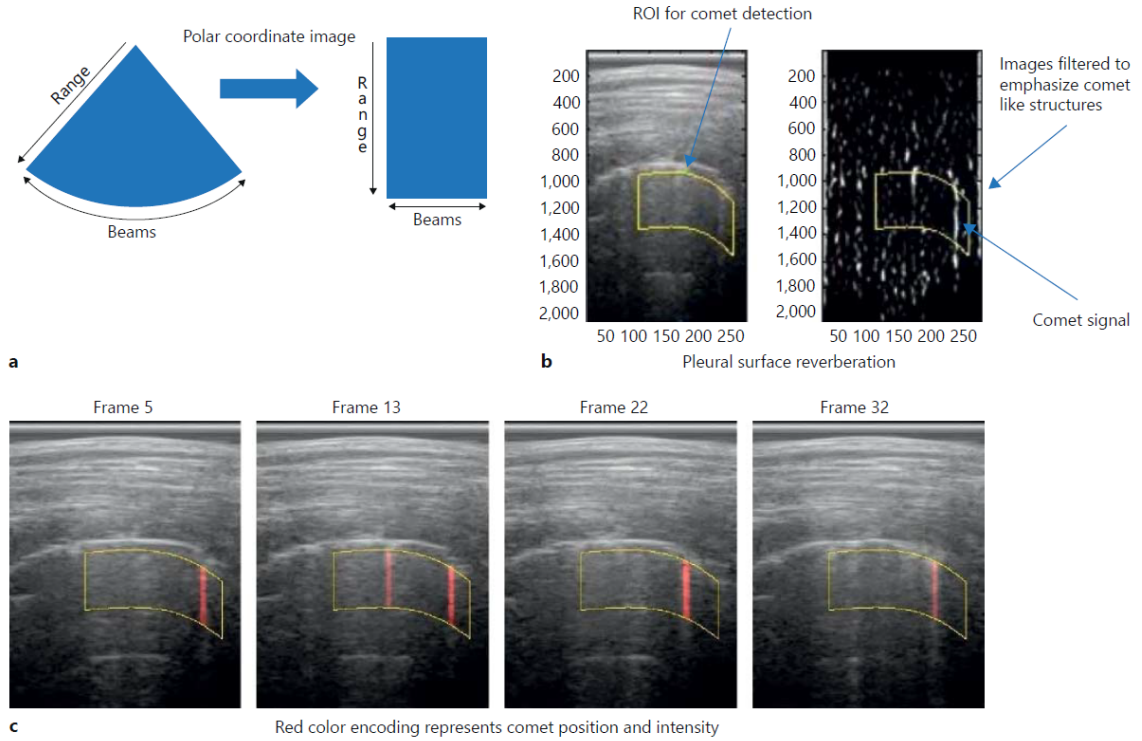 Polar coordinate image
Range
Beams
Range
Beams
a
ROI for comet detection
Images filtered to
emphasize comet
like structures
200
400
600
800
1,000
1,200
1,400
1,600
1,800
2,000
50 100 150 200 250
200
400
600
800
1,000
1,200
1,400
1,600
1,800
2,000
50 100 150 200 250
Comet signal
b
Pleural surface reverberation
Frame 5
Frame 13
Frame 22
Frame 32
c
Red color encoding represents comet position and intensity